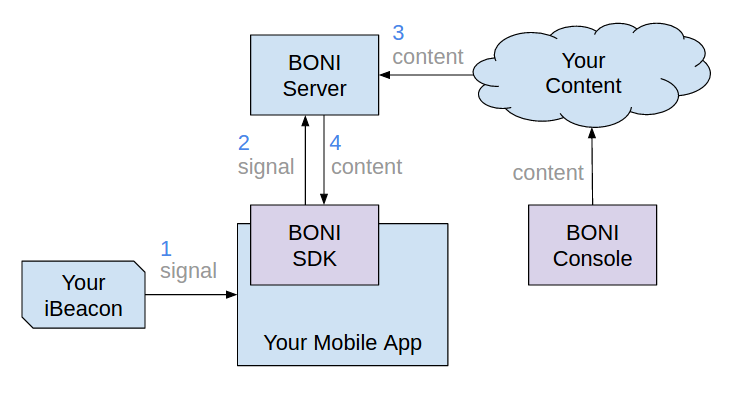 3
content
BONI
Server
Your
Content
2
signal
4
content
content
BONI
SDK
BONI
Console
1
signal
Your
iBeacon
Your Mobile App